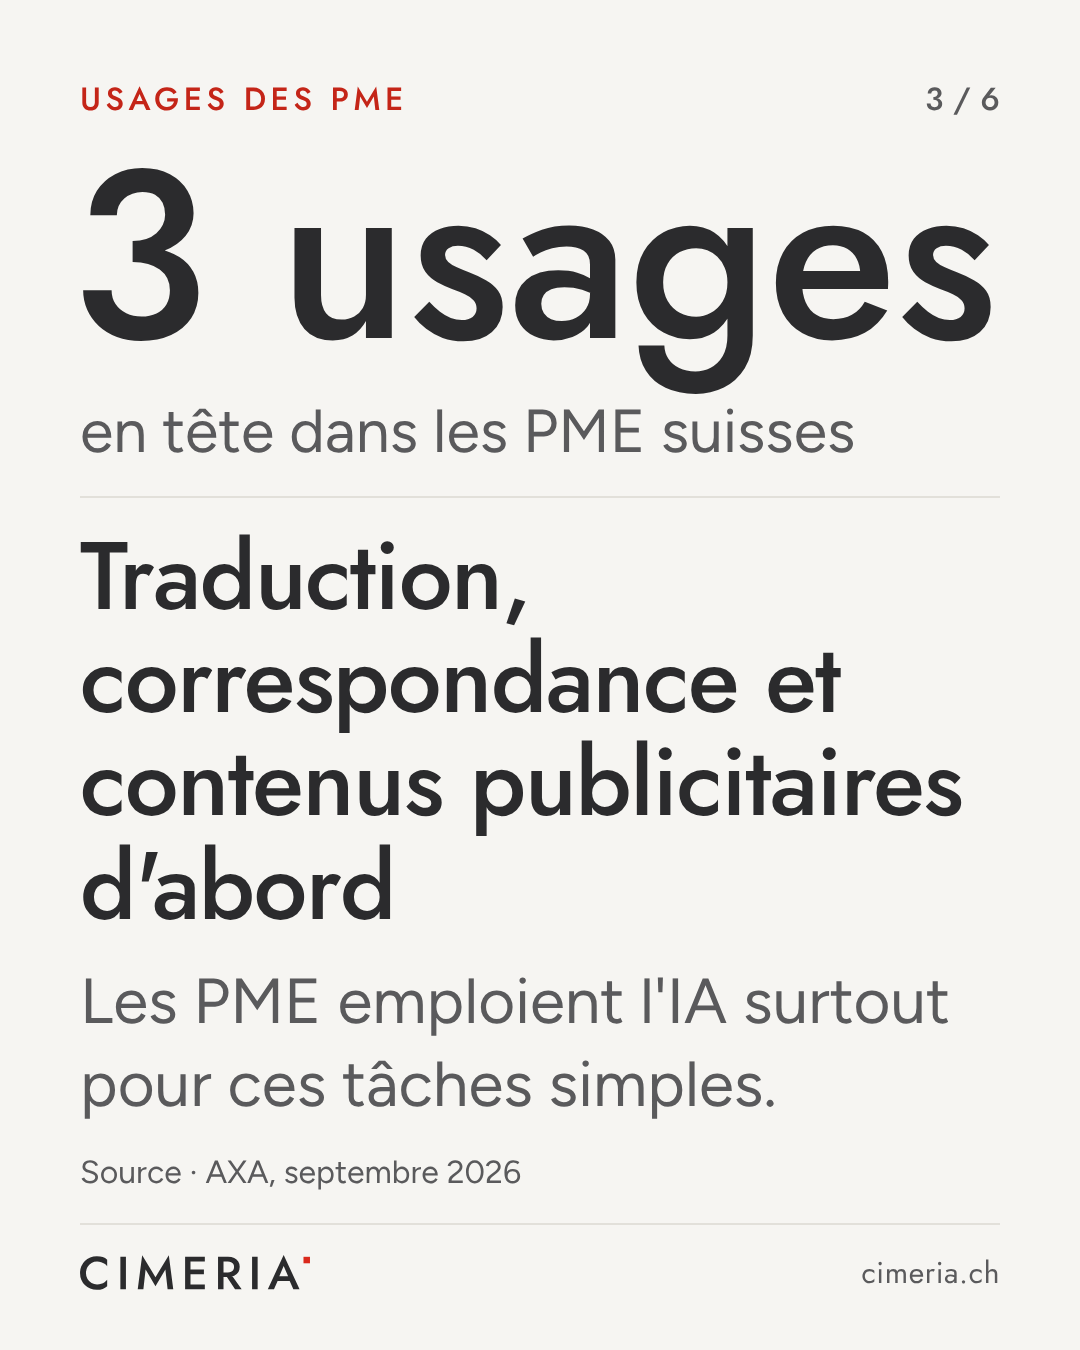 USAGES DES PME
3 / 6
3 usages
en tête dans les PME suisses
Traduction,
correspondance et
contenus publicitaires
d'abord
Les PME emploient l'IA surtout
pour ces tâches simples.
Source · AXA, septembre 2026
CIMERIA
cimeria.ch